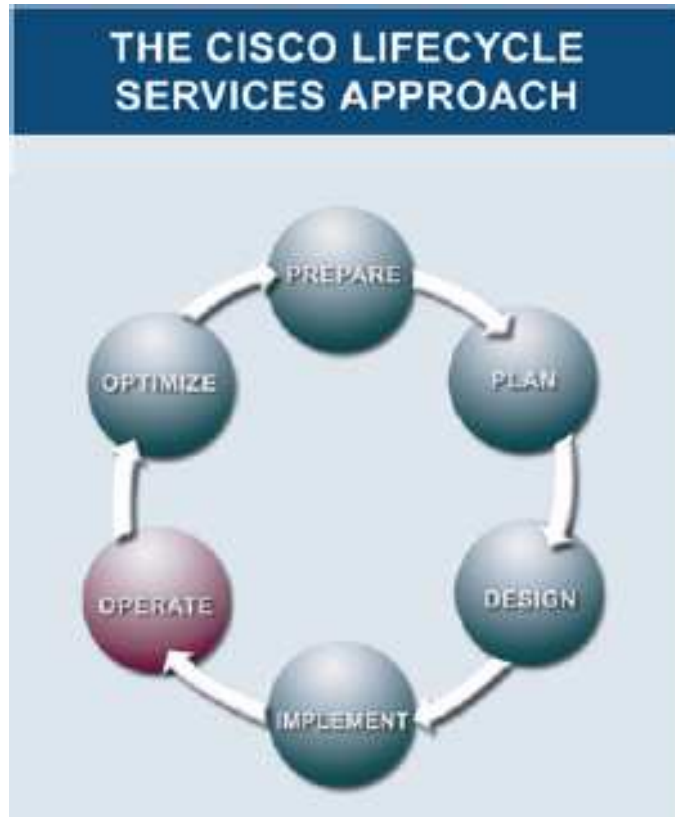 THE CISCO LIFECYCLE
SERVICES APPROACH
PREPARE
PLAN
DESIGN
IMPLEMENT
OPERATE
OPTIMIZE